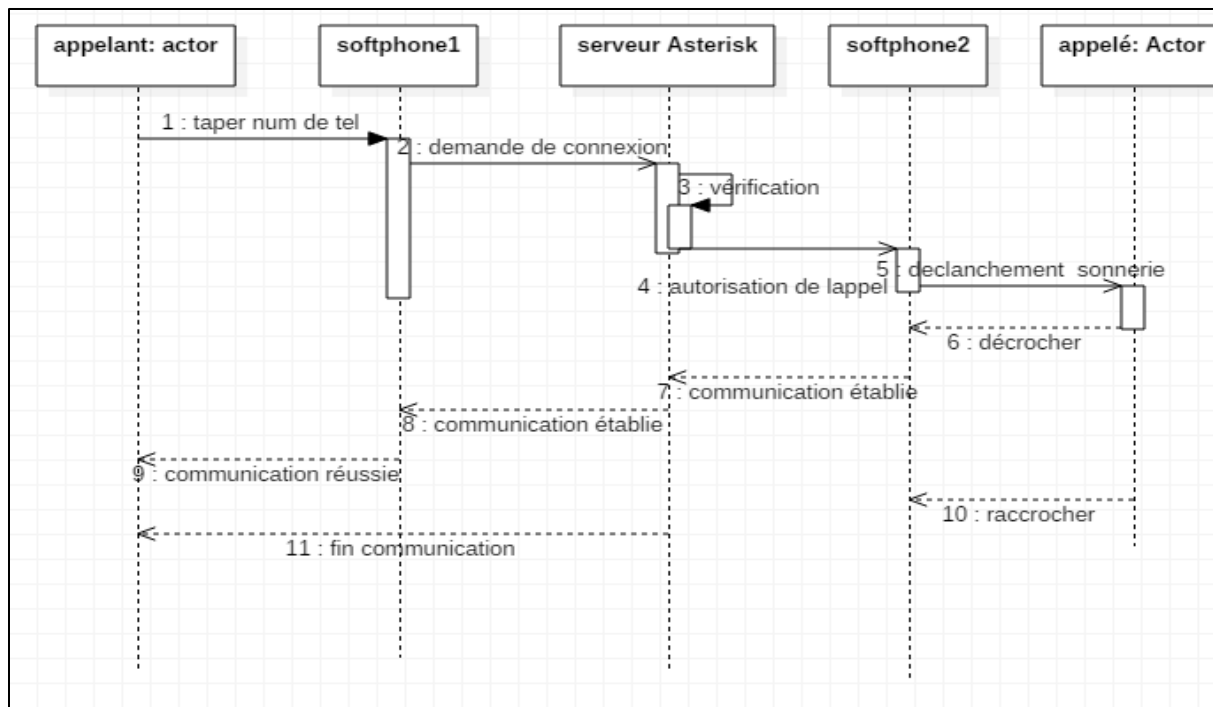 appelant: actor
softphone1
serveur Asterisk
softphone2
appelé: Actor
1 : taper num de tel
2 : demande de connexion
3 : vérification
4 : autorisation de lappel
5 : declanchement sonnerie
6 : décrocher
7 : communication établie
8 : communication établie
9 : communication réussie
10 : raccrocher
11 : fin communication